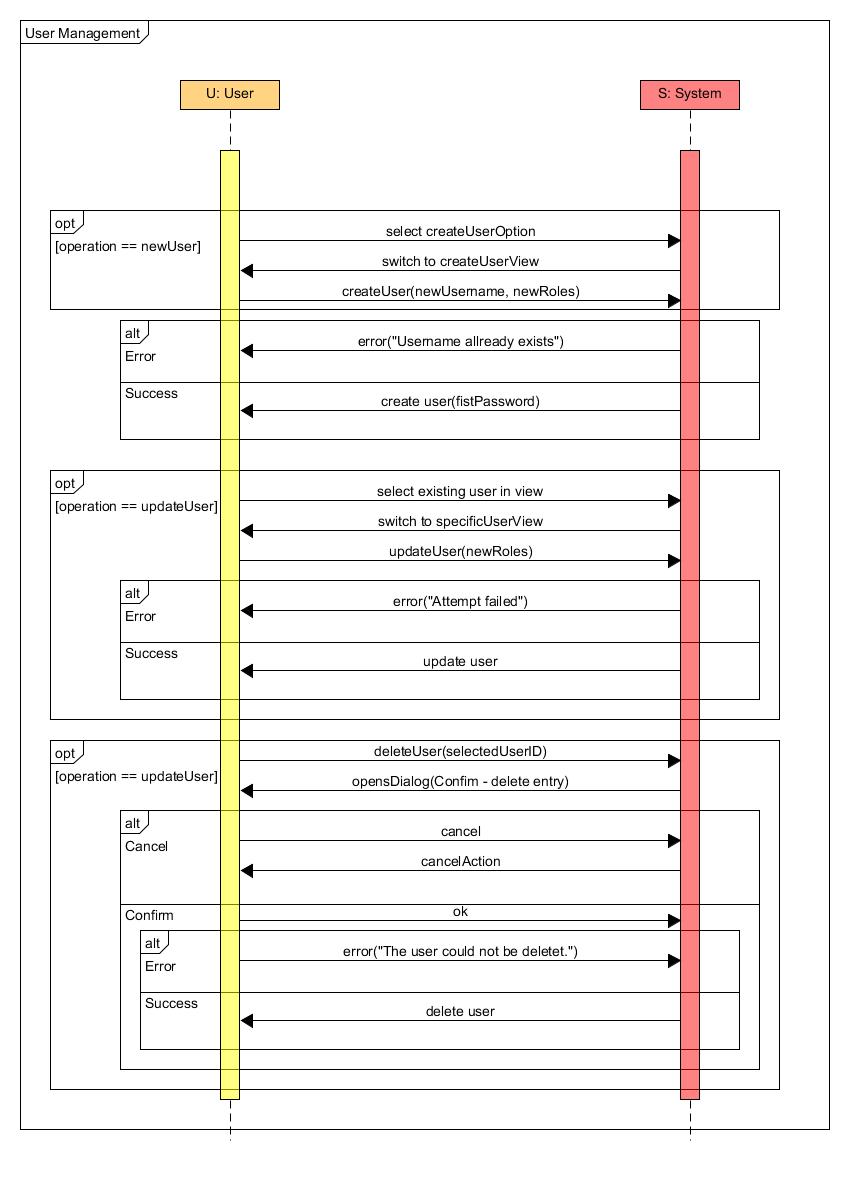 User Management
U: User
S: System
opt
[operation == newUser]
select createUserOption
switch to createUserView
createUser(newUsername, newRoles)
alt
Error
error("Username allready exists")
Success
create user(fistPassword)
opt
[operation == updateUser]
select existing user in view
switch to specificUserView
updateUser(newRoles)
alt
Error
error("Attempt failed")
Success
update user
opt
[operation == updateUser]
deleteUser(selectedUserID)
opensDialog(Confim - delete entry)
alt
Cancel
cancel
cancelAction
Confirm
ok
alt
Error
error("The user could not be deletet.")
Success
delete user